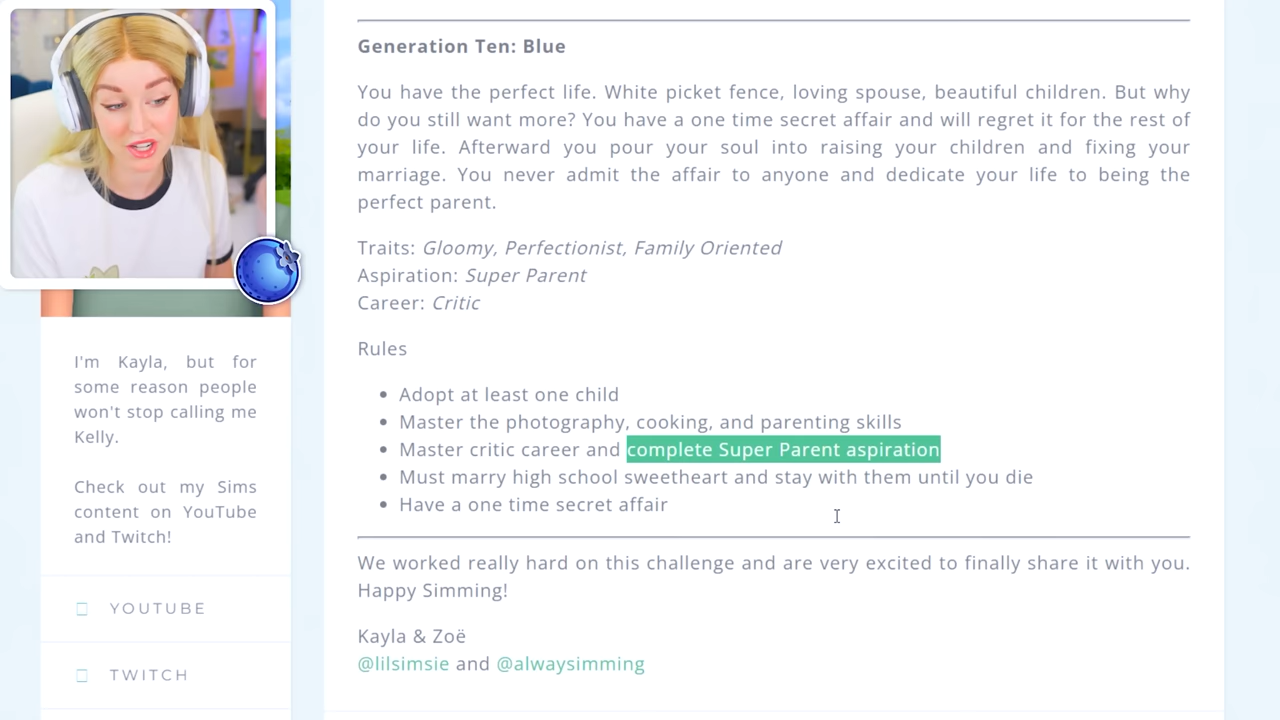 Generation Ten: Blue
You have the perfect life. White picket fence, loving spouse, beautiful children. But why
do you still want more? You have a one time secret affair and will regret it for the rest of
your life. Afterward you pour your soul into raising your children and fixing your
marriage. You never admit the affair to anyone and dedicate your life to being the
perfect parent.
Traits: Gloomy, Perfectionist, Family Oriented
Aspiration: Super Parent
Career: Critic
Rules
Adopt at least one child
Master the photography, cooking, and parenting skills
Master critic career and complete Super Parent aspiration
Must marry high school sweetheart and stay with them until you die
Have a one time secret affair
We worked really hard on this challenge and are very excited to finally share it with you.
Happy Simming!
Kayla & Zoë
@lilsimsie and @alwaysimming
I'm Kayla, but for
some reason people
won't stop calling me
Kelly.
Check out my Sims
content on YouTube
and Twitch!
YOUTUBE
TWITCH